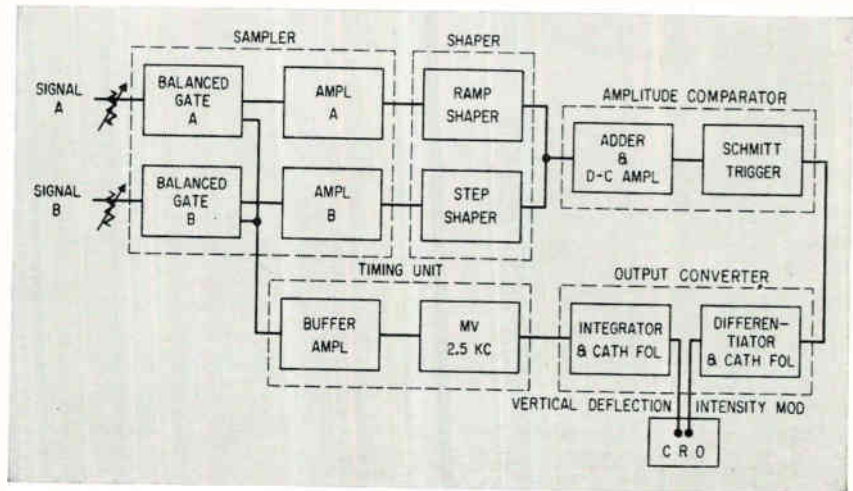 SAMPLER
SHAPER
SIGNAL
A
BALANCED
GATE
A
AMPL
A
RAMP
SHAPER
AMPLITUDE COMPARATOR
ADDER
&
D-C AMPL
SCHMITT
TRIGGER
SIGNAL
B
BALANCED
GATE
B
AMPL
B
STEP
SHAPER
TIMING UNIT
OUTPUT CONVERTER
BUFFER
AMPL
MV
2.5 KC
INTEGRATOR
& CATH FOL
DIFFEREN-
TIATOR
& CATH FOL
VERTICAL DEFLECTION
INTENSITY MOD
C R O